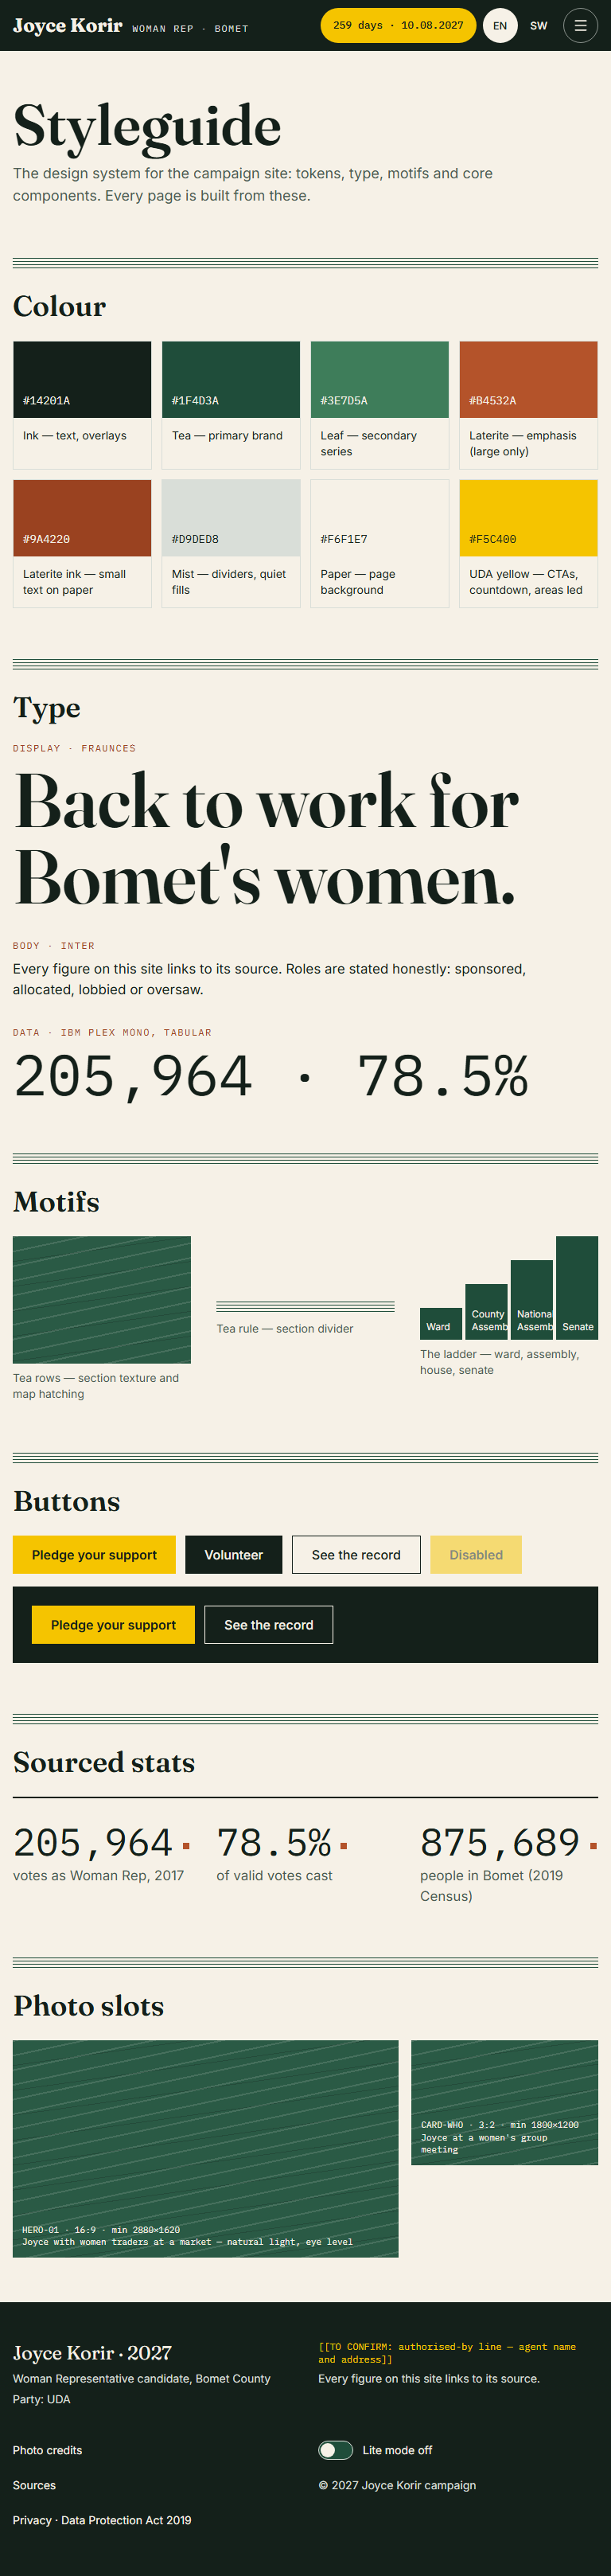 Joyce Korir WOMAN REP · BOMET
259 days · 10.08.2027
EN
SW
Styleguide
The design system for the campaign site: tokens, type, motifs and core
components. Every page is built from these.
Colour
#14201A
Ink — text, overlays
#1F4D3A
Tea — primary brand
#3E7D5A
Leaf — secondary
series
#B4532A
Laterite — emphasis
(large only)
#9A4220
Laterite ink — small
text on paper
#D9DED8
Mist — dividers, quiet
fills
#F6F1E7
Paper — page
background
#F5C400
UDA yellow — CTAs,
countdown, areas led
Type
DISPLAY · FRAUNCES
Back to work for
Bomet's women.
BODY · INTER
Every figure on this site links to its source. Roles are stated honestly: sponsored,
allocated, lobbied or oversaw.
DATA · IBM PLEX MONO, TABULAR
205,964 · 78.5%
Motifs
Tea rows — section texture and
map hatching
Tea rule — section divider
Ward
County
Assemb
National
Assemb
Senate
The ladder — ward, assembly,
house, senate
Buttons
Pledge your support
Volunteer
See the record
Disabled
Pledge your support
See the record
Sourced stats
205,964
votes as Woman Rep, 2017
78.5%
of valid votes cast
875,689
people in Bomet (2019
Census)
Photo slots
HERO-01 · 16:9 · min 2880×1620
Joyce with women traders at a market — natural light, eye level
CARD-WHO · 3:2 · min 1800×1200
Joyce at a women's group
meeting
Joyce Korir · 2027
Woman Representative candidate, Bomet County
Party: UDA
[[TO CONFIRM: authorised-by line — agent name
and address]]
Every figure on this site links to its source.
Photo credits
Sources
Privacy · Data Protection Act 2019
Lite mode off
© 2027 Joyce Korir campaign